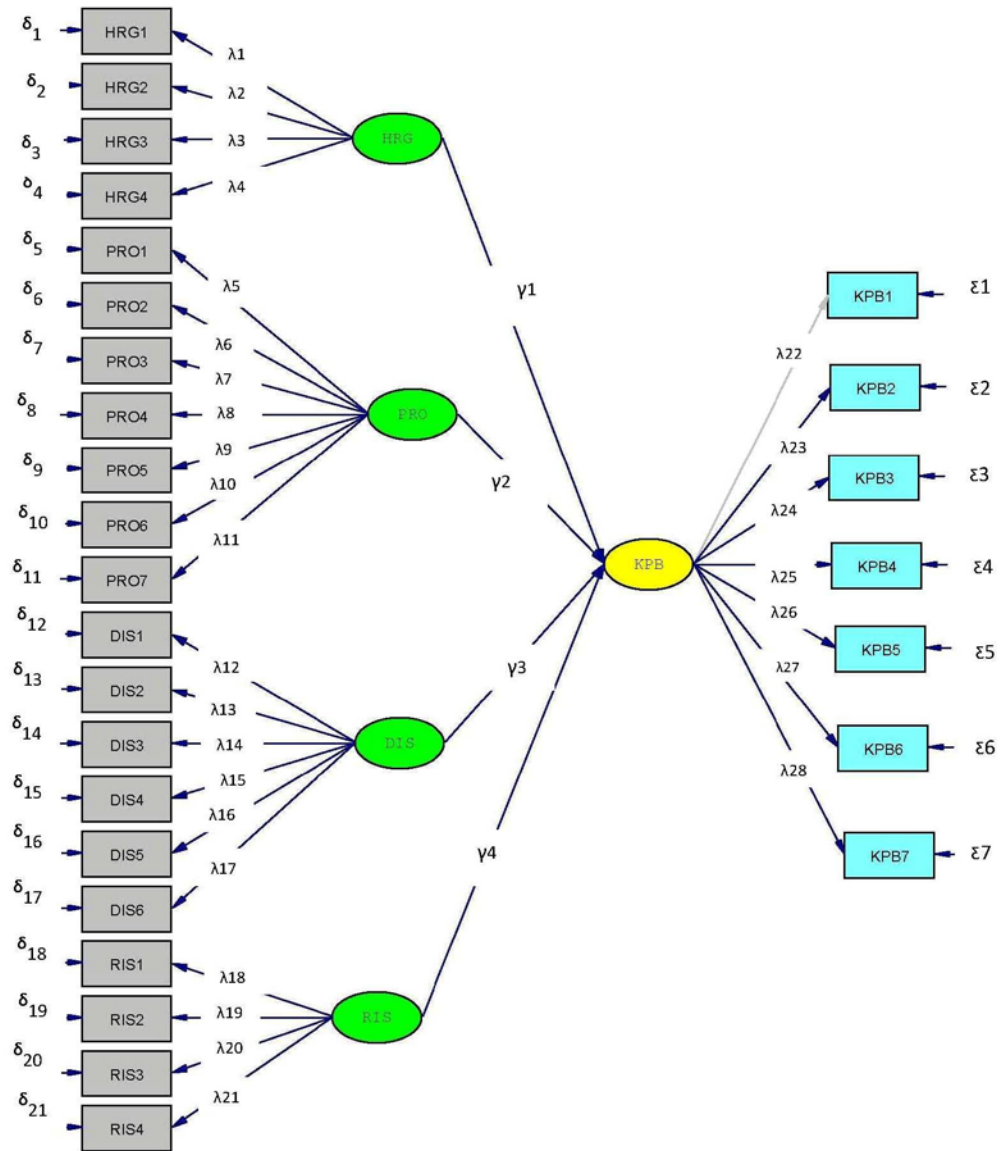 δ1 HRG1 λ1
δ2 HRG2 λ2
δ3 HRG3 λ3
δ4 HRG4 λ4
HRG
δ5 PRO1 λ5
δ6 PRO2 λ6
δ7 PRO3 λ7
δ8 PRO4 λ8
δ9 PRO5 λ9
δ10 PRO6 λ10
δ11 PRO7 λ11
PRO
δ12 DIS1 λ12
δ13 DIS2 λ13
δ14 DIS3 λ14
δ15 DIS4 λ15
δ16 DIS5 λ16
δ17 DIS6 λ17
DIS
δ18 RIS1 λ18
δ19 RIS2 λ19
δ20 RIS3 λ20
δ21 RIS4 λ21
RIS
γ1
γ2
γ3
γ4
KPB
λ22 KPB1 ε1
λ23 KPB2 ε2
λ24 KPB3 ε3
λ25 KPB4 ε4
λ26 KPB5 ε5
λ27 KPB6 ε6
λ28 KPB7 ε7